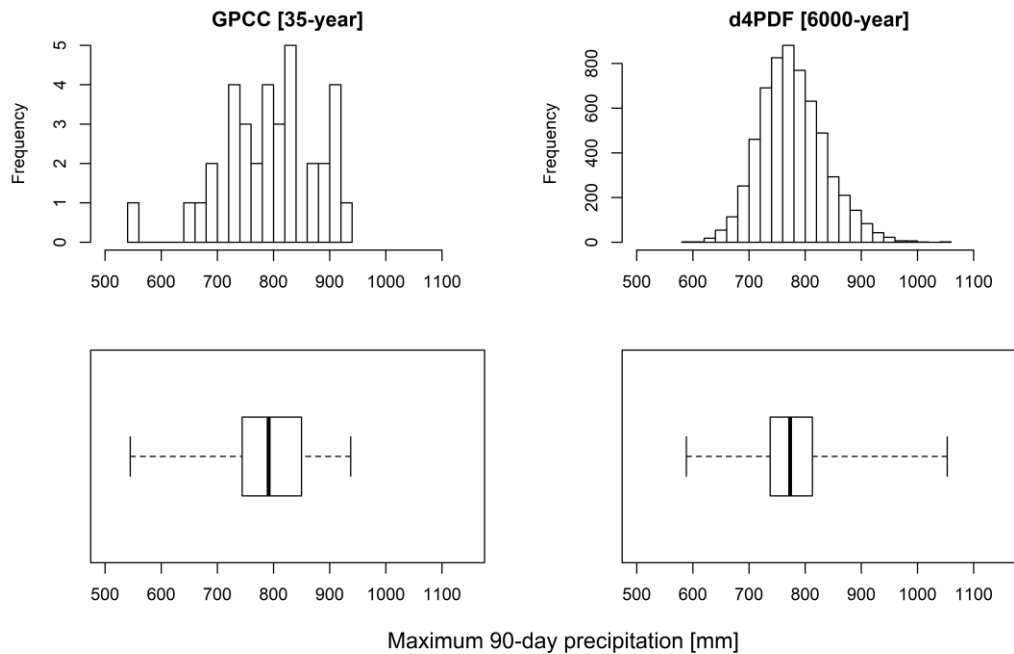 GPCC [35-year]
d4PDF [6000-year]
Frequency
0 1 2 3 4 5
500 600 700 800 900 1000 1100
Frequency
0 200 400 600 800
500 600 700 800 900 1000 1100
500 600 700 800 900 1000 1100
500 600 700 800 900 1000 1100
Maximum 90-day precipitation [mm]